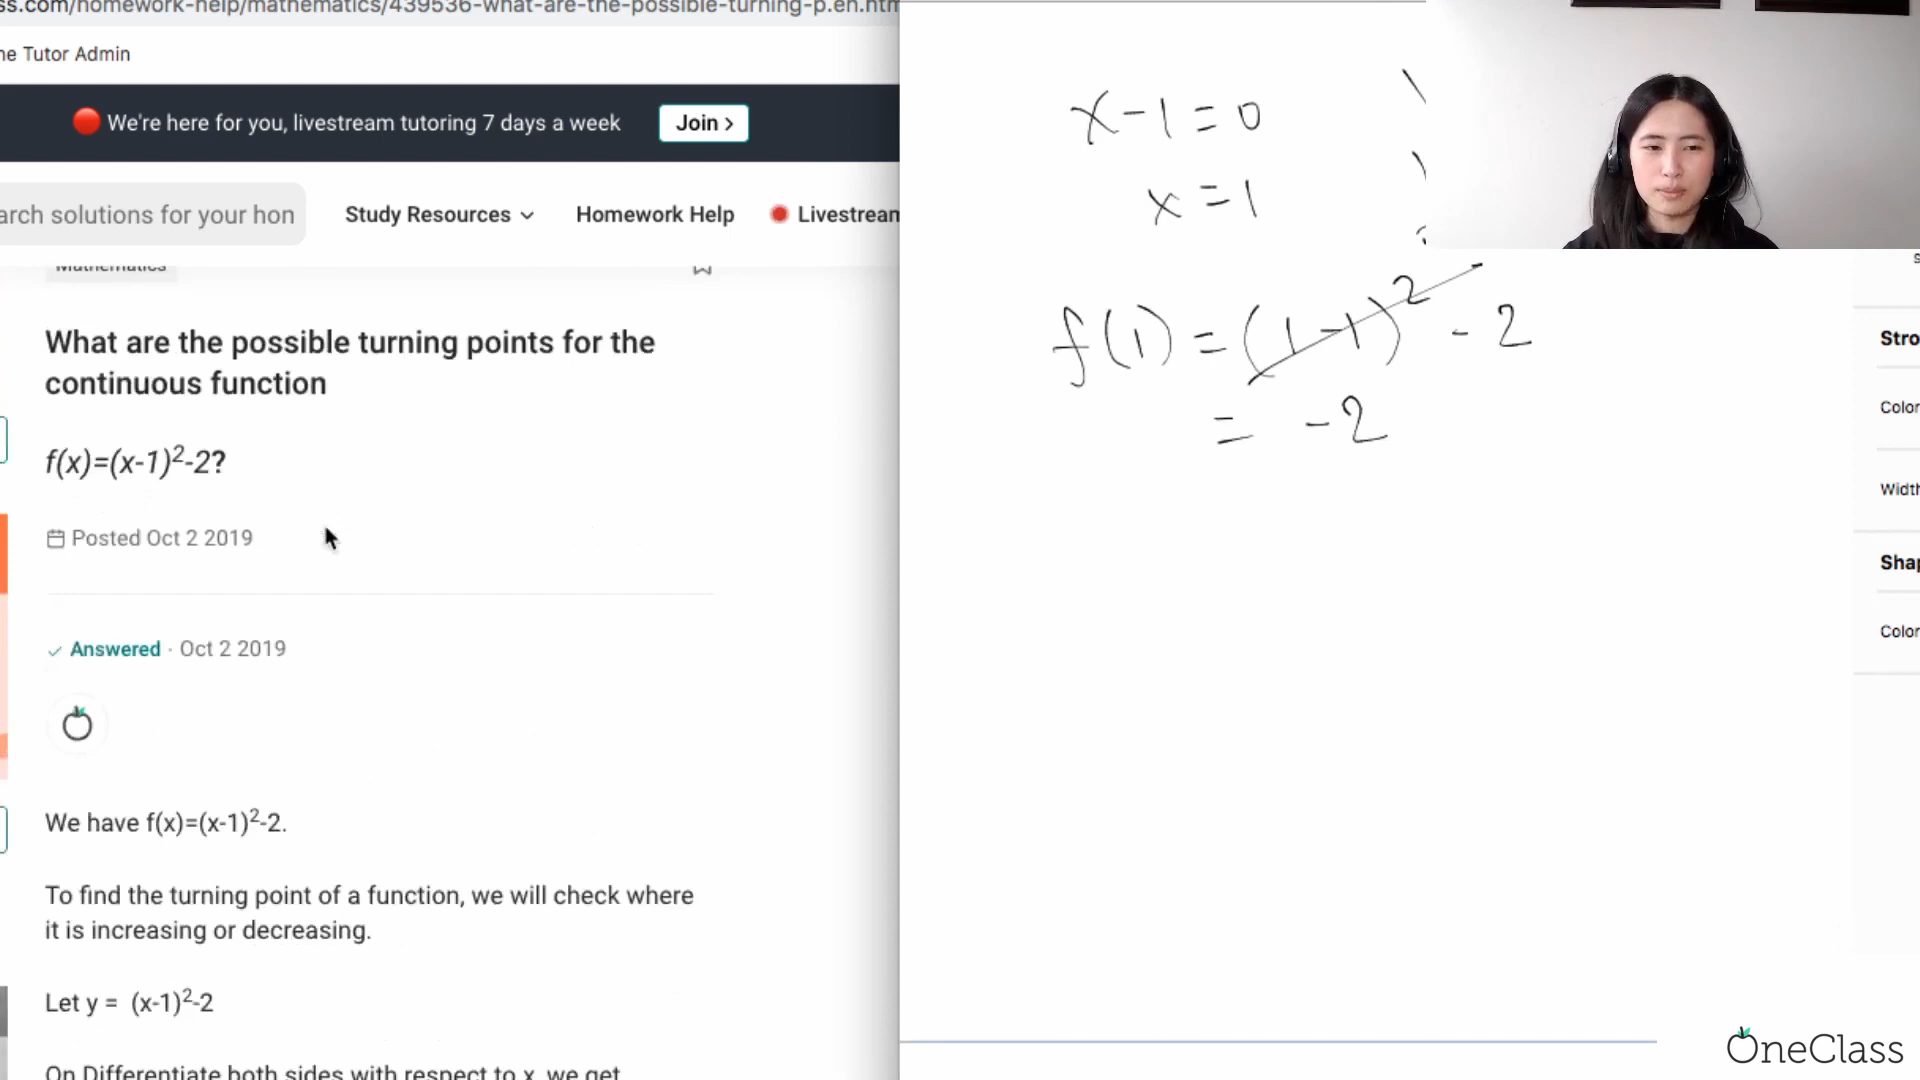 ss.com/homework-help/mathematics/439536-what-are-the-possible-turning-p.en.htm
ne Tutor Admin
We're here for you, livestream tutoring 7 days a week
Join >
arch solutions for your hon
Study Resources
Homework Help
Livestream
Mathematics
What are the possible turning points for the
continuous function
f(x)=(x-1)²-2?
Posted Oct 2 2019
Answered · Oct 2 2019
We have f(x)=(x-1)²-2.
To find the turning point of a function, we will check where
it is increasing or decreasing.
Let y = (x-1)²-2
On Differentiate both sides with respect to x, we get
x-1=0
x=1
f(1)=(1-1)²-2
= -2
s
Stro
Color
Width
Shap
Color
OneClass